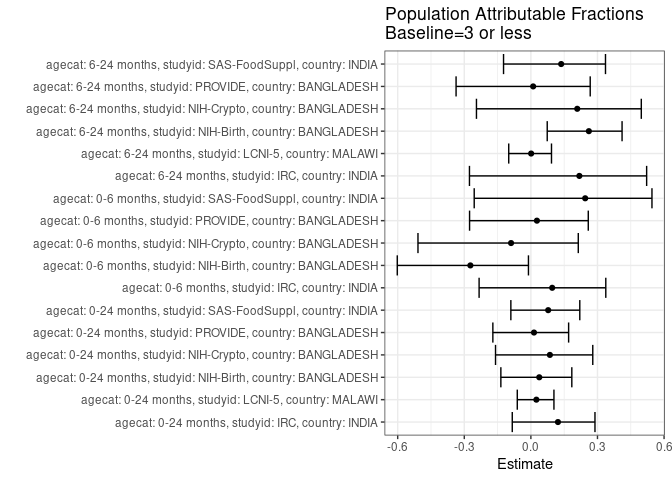 Population Attributable Fractions
Baseline=3 or less
agecat: 6-24 months, studyid: SAS-FoodSuppl, country: INDIA
agecat: 6-24 months, studyid: PROVIDE, country: BANGLADESH
agecat: 6-24 months, studyid: NIH-Crypto, country: BANGLADESH
agecat: 6-24 months, studyid: NIH-Birth, country: BANGLADESH
agecat: 6-24 months, studyid: LCNI-5, country: MALAWI
agecat: 6-24 months, studyid: IRC, country: INDIA
agecat: 0-6 months, studyid: SAS-FoodSuppl, country: INDIA
agecat: 0-6 months, studyid: PROVIDE, country: BANGLADESH
agecat: 0-6 months, studyid: NIH-Crypto, country: BANGLADESH
agecat: 0-6 months, studyid: NIH-Birth, country: BANGLADESH
agecat: 0-6 months, studyid: IRC, country: INDIA
agecat: 0-24 months, studyid: SAS-FoodSuppl, country: INDIA
agecat: 0-24 months, studyid: PROVIDE, country: BANGLADESH
agecat: 0-24 months, studyid: NIH-Crypto, country: BANGLADESH
agecat: 0-24 months, studyid: NIH-Birth, country: BANGLADESH
agecat: 0-24 months, studyid: LCNI-5, country: MALAWI
agecat: 0-24 months, studyid: IRC, country: INDIA
-0.6 -0.3 0.0 0.3 0.6
Estimate